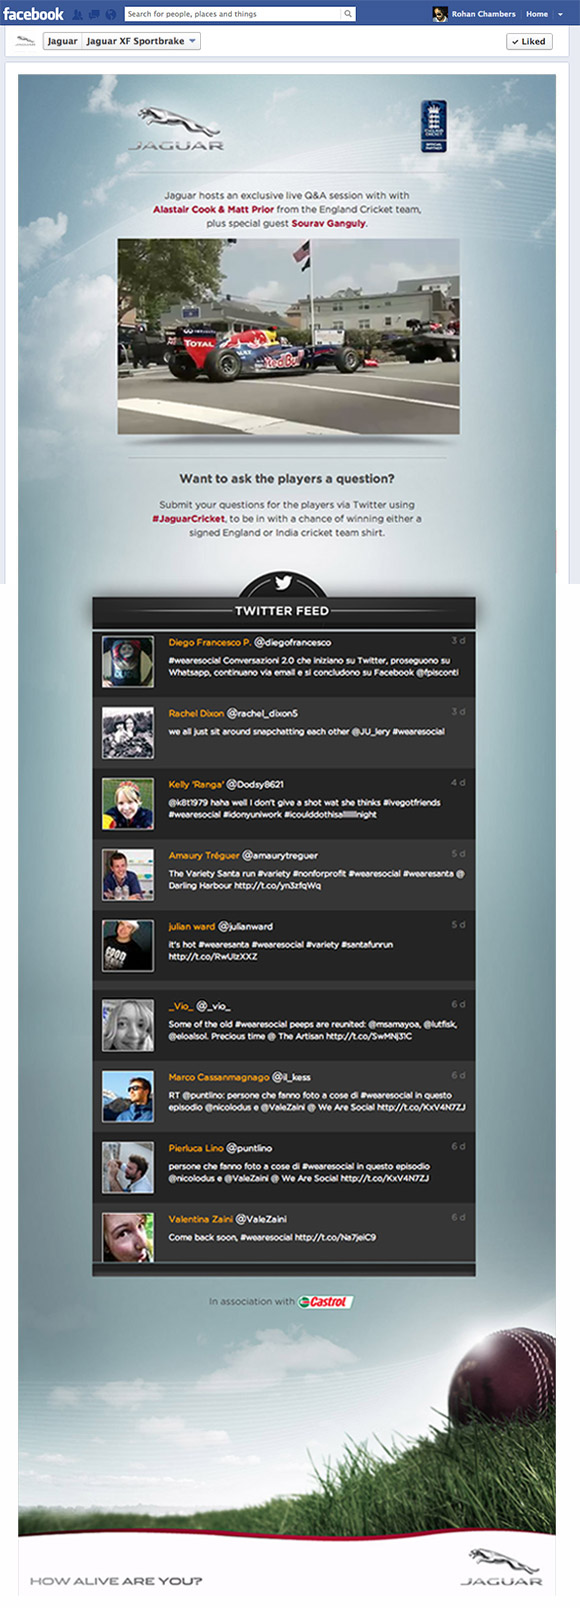 facebook
Search for people, places and things
Rohan Chambers
Home
Jaguar
Jaguar XF Sportbrake
Liked
JAGUAR
ENGLAND
CRICKET
OFFICIAL
PARTNER
Jaguar hosts an exclusive live Q&A session with with
Alastair Cook & Matt Prior from the England Cricket team,
plus special guest Sourav Ganguly.
TOTAL
Red Bull
Want to ask the players a question?
Submit your questions for the players via Twitter using
#JaguarCricket, to be in with a chance of winning either a
signed England or India cricket team shirt.
TWITTER FEED
Diego Francesco P. @diegofrancesco
3 d
#wearesocial Conversazioni 2.0 che iniziano su Twitter, proseguono su
Whatsapp, continuano via email e si concludono su Facebook @fpisconti
Rachel Dixon @rachel_dixon5
3 d
we all just sit around snapchatting each other @JU_lery #wearesocial
Kelly 'Ranga' @Dodsy8621
4 d
@k8t1979 haha well I don't give a shot wat she thinks #ivegotfriends
#wearesocial #idonyuniwork
Amaury Tréguer @amaurytreguer
5 d
The Variety Santa run #variety #nonforprofit #wearesocial #wearesanta @
Darling Harbour http://t.co/yn3zfqWq
julian ward @julianward
5 d
it's hot #wearesanta #wearesocial #variety #santafunrun
http://t.co/RwUIzXXZ
GOOD
_Vio_ @_vio_
6 d
Some of the old #wearesocial peeps are reunited: @msamayoa, @lutfisk,
@eloalsol. Precious time @ The Artisan http://t.co/SwMNj31C
Marco Cassanmagnago @il_kess
6 d
RT @puntlino: persone che fanno foto a cose di #wearesocial in questo
episodio @nicolodus e @ValeZaini @ We Are Social http://t.co/KxV4N7ZJ
Pierluca Lino @puntlino
6 d
persone che fanno foto a cose di #wearesocial in questo episodio
@nicolodus e @ValeZaini @ We Are Social http://t.co/KxV4N7ZJ
Valentina Zaini @ValeZaini
6 d
Come back soon, #wearesocial http://t.co/Na7jeIC9
In association with Castrol
HOW ALIVE ARE YOU?
JAGUAR